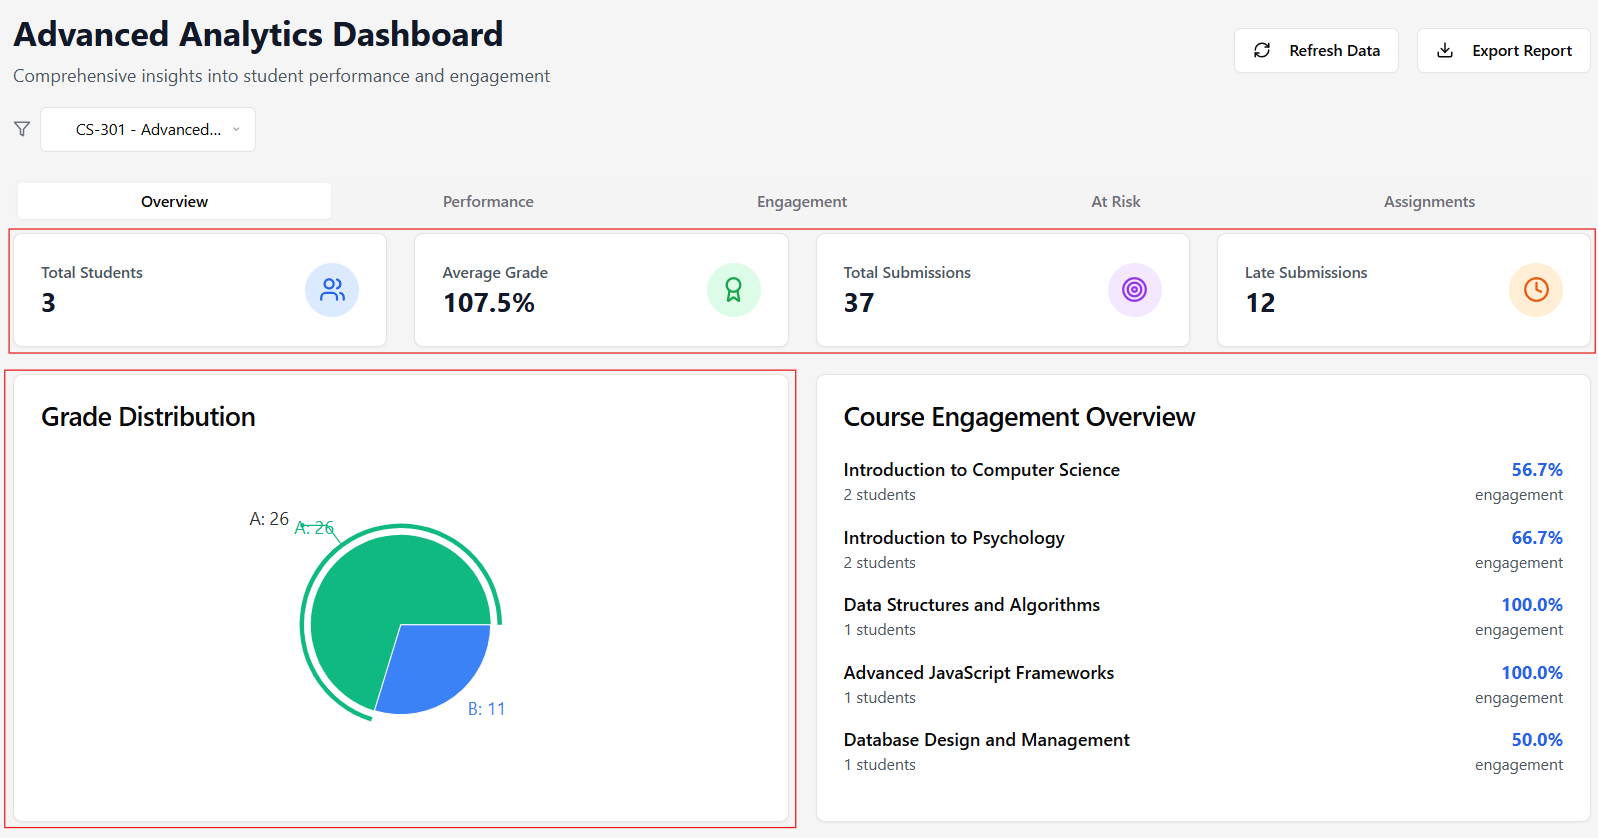 Advanced Analytics Dashboard
Comprehensive insights into student performance and engagement
Refresh Data
Export Report
CS-301 - Advanced...
Overview
Performance
Engagement
At Risk
Assignments
Total Students
3
Average Grade
107.5%
Total Submissions
37
Late Submissions
12
Grade Distribution
A: 26
A: 26
B: 11
Course Engagement Overview
Introduction to Computer Science
56.7%
2 students
engagement
Introduction to Psychology
66.7%
2 students
engagement
Data Structures and Algorithms
100.0%
1 students
engagement
Advanced JavaScript Frameworks
100.0%
1 students
engagement
Database Design and Management
50.0%
1 students
engagement